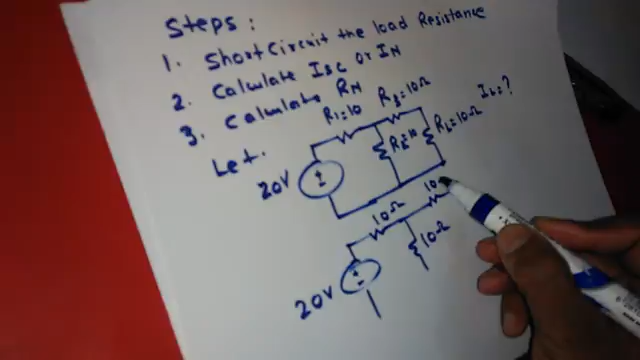 Steps:
1. Short Circuit the load Resistance
2. Calculate Isc or IN
3. Calculate RN
Let.
R1=10
R3=10Ω
R2=10
RL=10Ω
IL=?
20V
10Ω
10
10Ω
20V